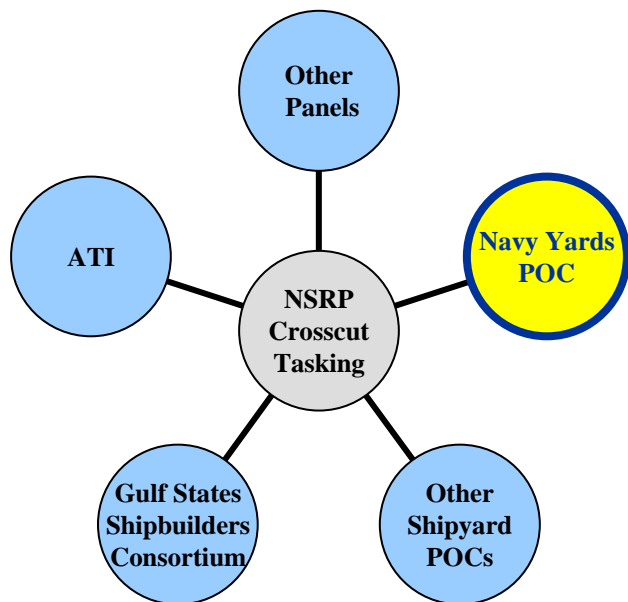 Other
Panels
ATI
Navy Yards
POC
NSRP
Crosscut
Tasking
Gulf States
Shipbuilders
Consortium
Other
Shipyard
POCs